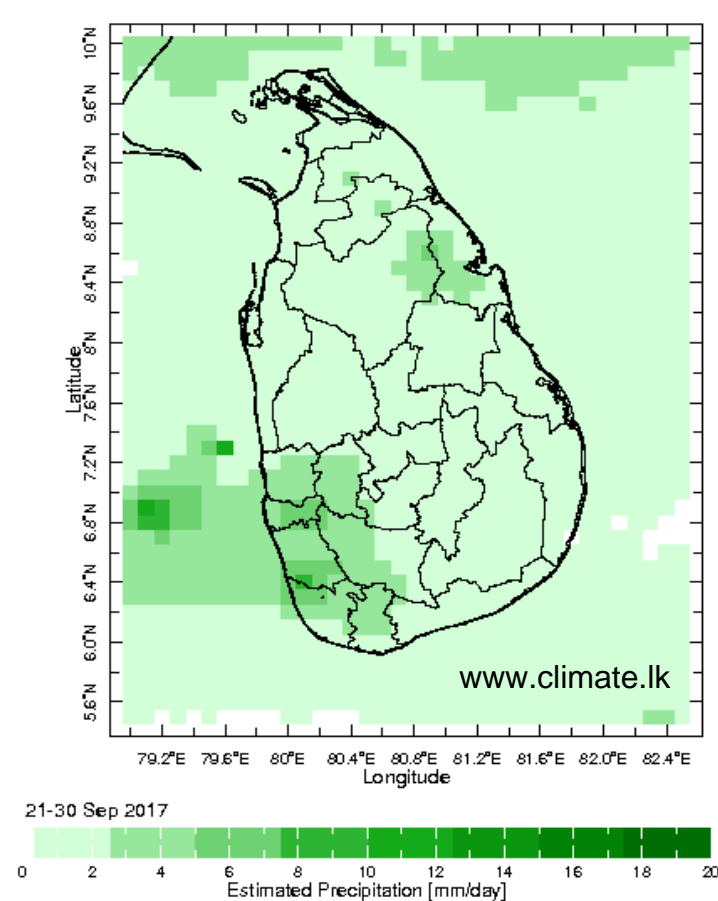 10°N
9.6°N
9.2°N
8.8°N
8.4°N
8°N
7.6°N
7.2°N
6.8°N
6.4°N
6.0°N
5.6°N
Latitude
www.climate.lk
79.2°E 79.6°E 80°E 80.4°E 80.8°E 81.2°E 81.6°E 82.0°E 82.4°E
Longitude
21-30 Sep 2017
0 2 4 6 8 10 12 14 16 18 20
Estimated Precipitation [mm/day]